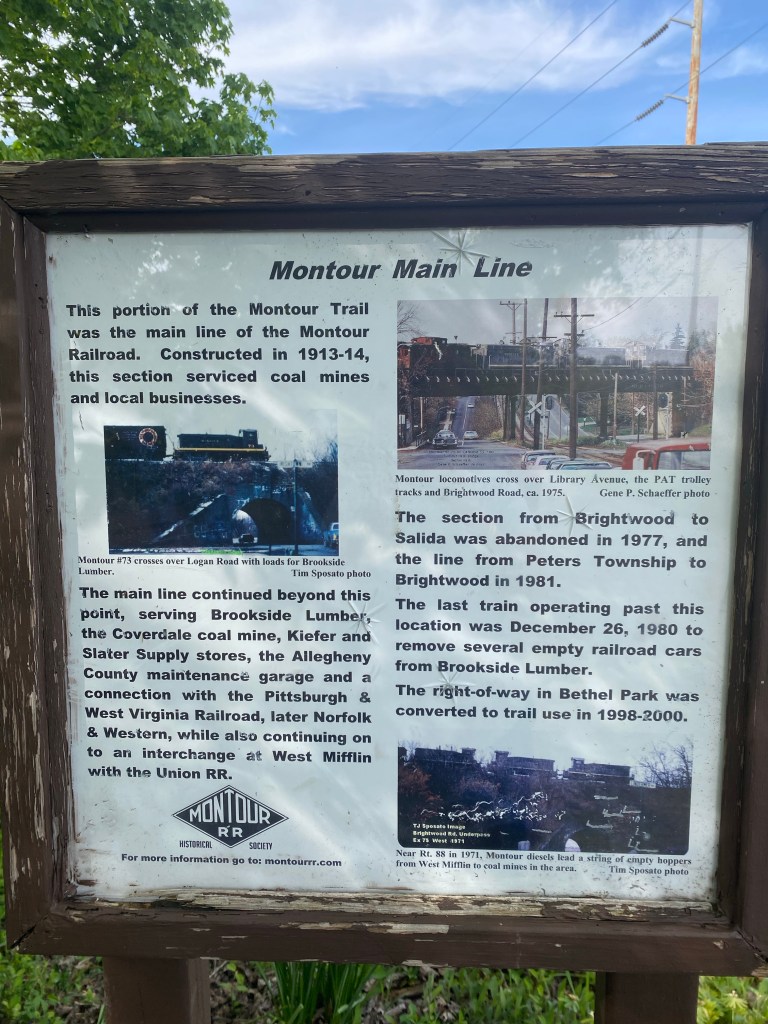 Montour Main Line
This portion of the Montour Trail
was the main line of the Montour
Railroad. Constructed in 1913-14,
this section serviced coal mines
and local businesses.
Montour #73 crosses over Logan Road with loads for Brookside
Lumber. Tim Sposato photo
The main line continued beyond this
point, serving Brookside Lumber,
the Coverdale coal mine, Kiefer and
Slater Supply stores, the Allegheny
County maintenance garage and a
connection with the Pittsburgh &
West Virginia Railroad, later Norfolk
& Western, while also continuing on
to an interchange at West Mifflin
with the Union RR.
MONTOUR
RR
HISTORICAL SOCIETY
For more information go to: montourrr.com
Montour locomotives cross over Library Avenue, the PAT trolley
tracks and Brightwood Road, ca. 1975. Gene P. Schaeffer photo
The section from Brightwood to
Salida was abandoned in 1977, and
the line from Peters Township to
Brightwood in 1981.
The last train operating past this
location was December 26, 1980 to
remove several empty railroad cars
from Brookside Lumber.
The right-of-way in Bethel Park was
converted to trail use in 1998-2000.
TJ Sposato Image
Brightwood Rd. Underpass
Ex 75 West 1971
Near Rt. 88 in 1971, Montour diesels lead a string of empty hoppers
from West Mifflin to coal mines in the area. Tim Sposato photo